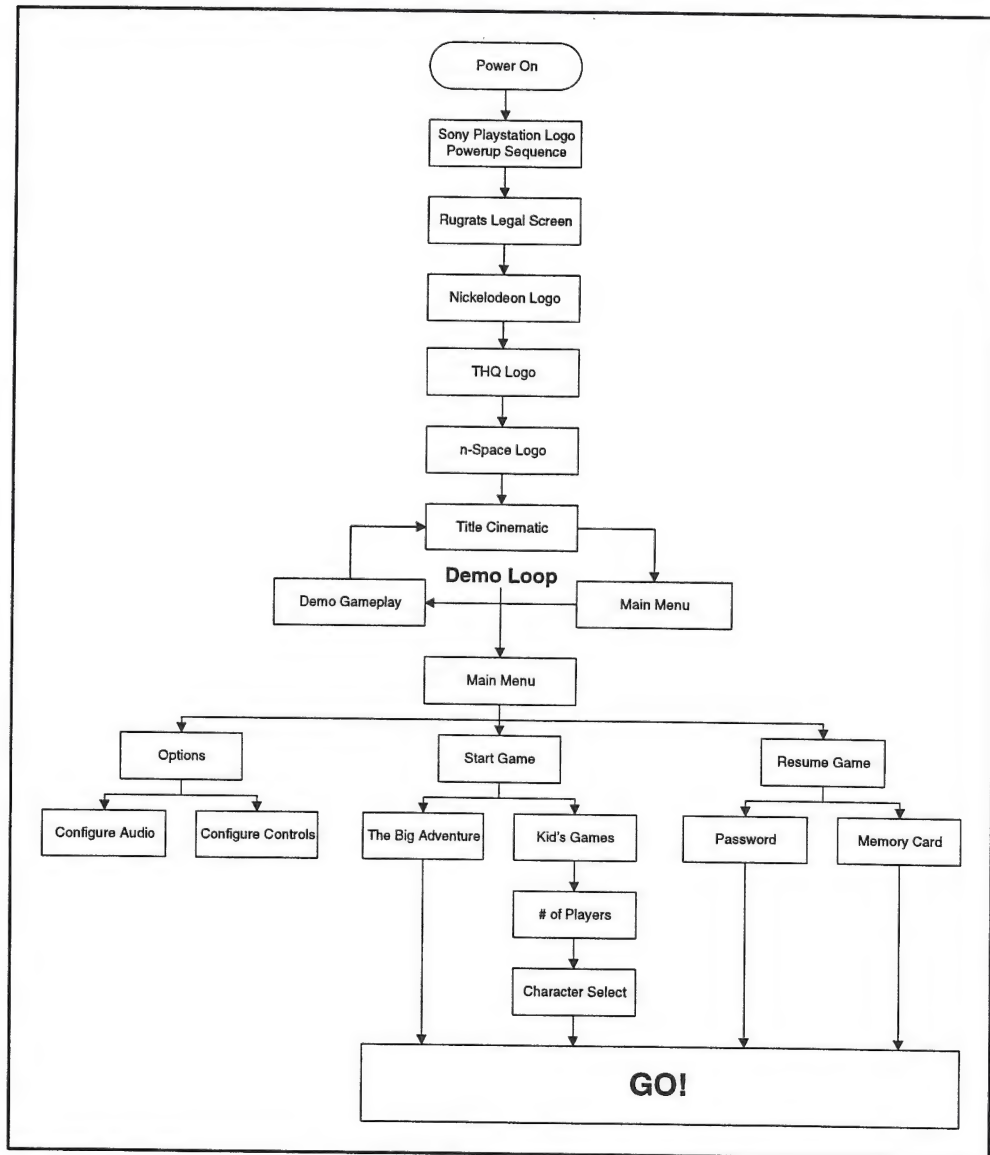 Power On
Sony Playstation Logo
Powerup Sequence
Rugrats Legal Screen
Nickelodeon Logo
THQ Logo
n-Space Logo
Title Cinematic
Demo Loop
Demo Gameplay
Main Menu
Main Menu
Options
Start Game
Resume Game
Configure Audio
Configure Controls
The Big Adventure
Kid's Games
Password
Memory Card
# of Players
Character Select
GO!